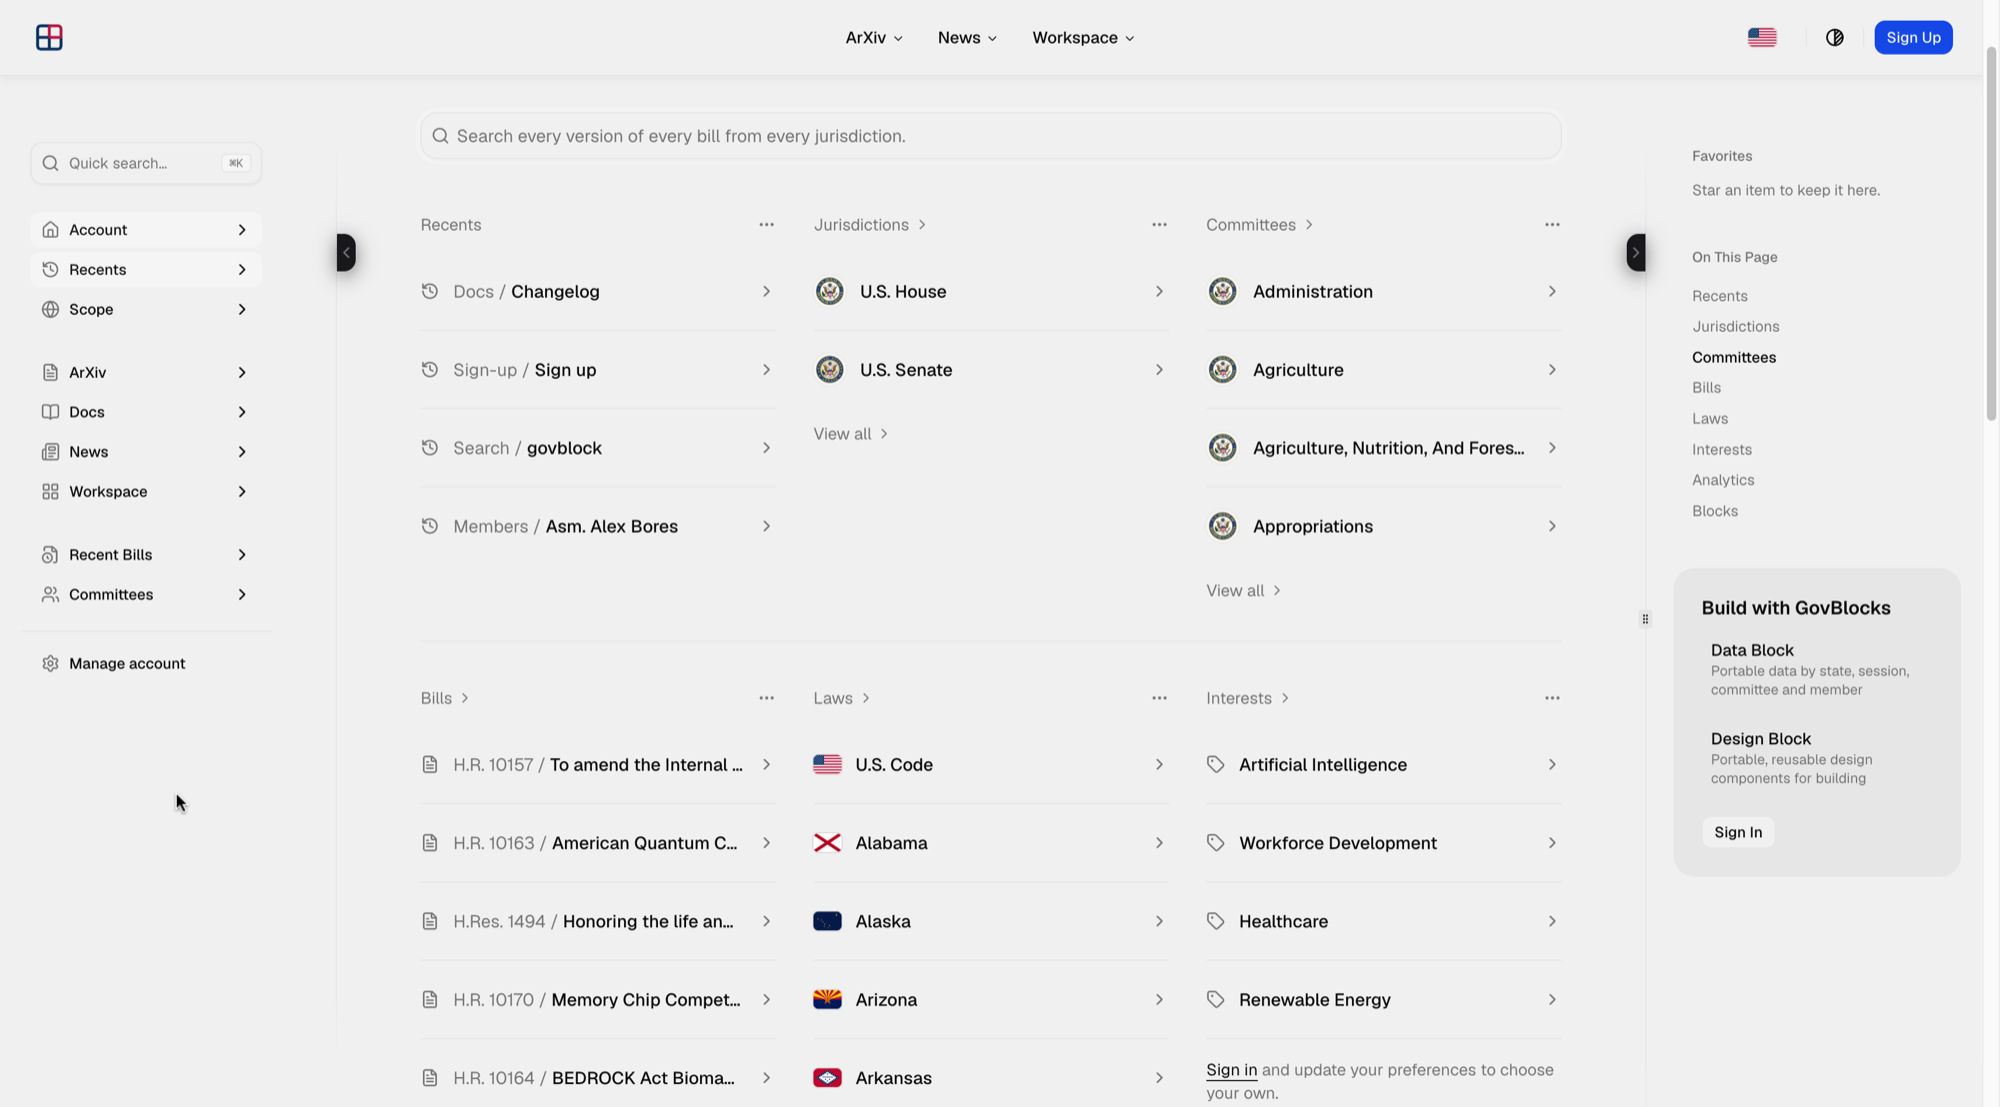 ArXiv
News
Workspace
Sign Up
Quick search...
⌘K
Account
Recents
Scope
ArXiv
Docs
News
Workspace
Recent Bills
Committees
Manage account
Search every version of every bill from every jurisdiction.
Recents
Docs / Changelog
Sign-up / Sign up
Search / govblock
Members / Asm. Alex Bores
Jurisdictions
U.S. House
U.S. Senate
View all
Committees
Administration
Agriculture
Agriculture, Nutrition, And Fores...
Appropriations
View all
Bills
H.R. 10157 / To amend the Internal ...
H.R. 10163 / American Quantum C...
H.Res. 1494 / Honoring the life an...
H.R. 10170 / Memory Chip Compet...
H.R. 10164 / BEDROCK Act Bioma...
Laws
U.S. Code
Alabama
Alaska
Arizona
Arkansas
Interests
Artificial Intelligence
Workforce Development
Healthcare
Renewable Energy
Sign in and update your preferences to choose
your own.
Favorites
Star an item to keep it here.
On This Page
Recents
Jurisdictions
Committees
Bills
Laws
Interests
Analytics
Blocks
Build with GovBlocks
Data Block
Portable data by state, session,
committee and member
Design Block
Portable, reusable design
components for building
Sign In